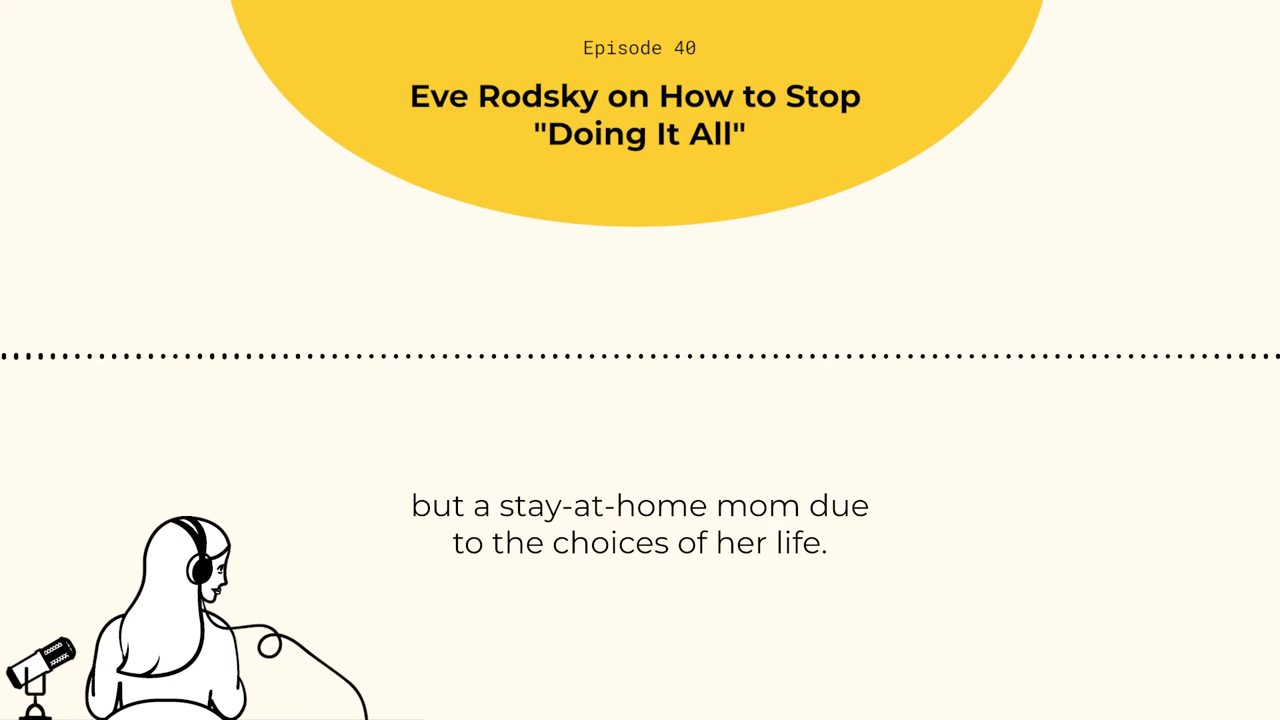 Episode 40
Eve Rodsky on How to Stop
"Doing It All"
but a stay-at-home mom due
to the choices of her life.